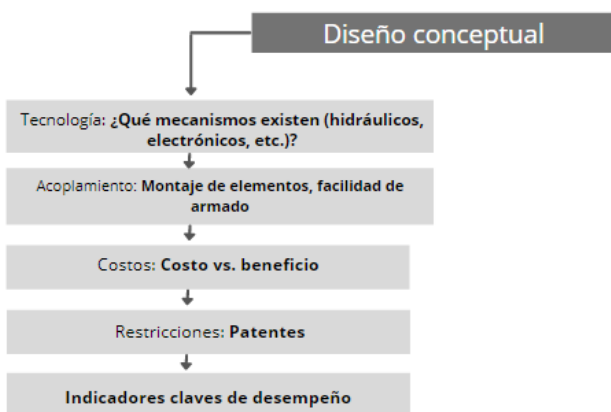 Diseño conceptual
Tecnología: ¿Qué mecanismos existen (hidráulicos,
electrónicos, etc.)?
Acoplamiento: Montaje de elementos, facilidad de
armado
Costos: Costo vs. beneficio
Restricciones: Patentes
Indicadores claves de desempeño